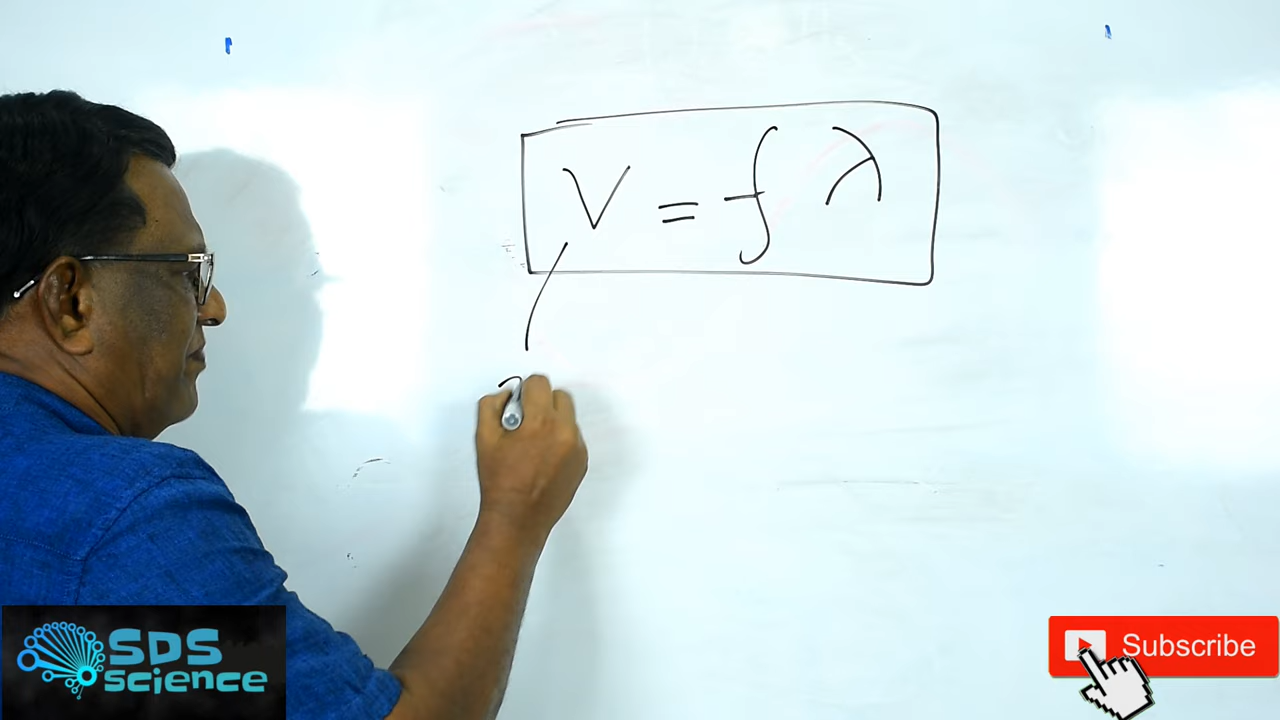 V = f λ
SDS
science
Subscribe